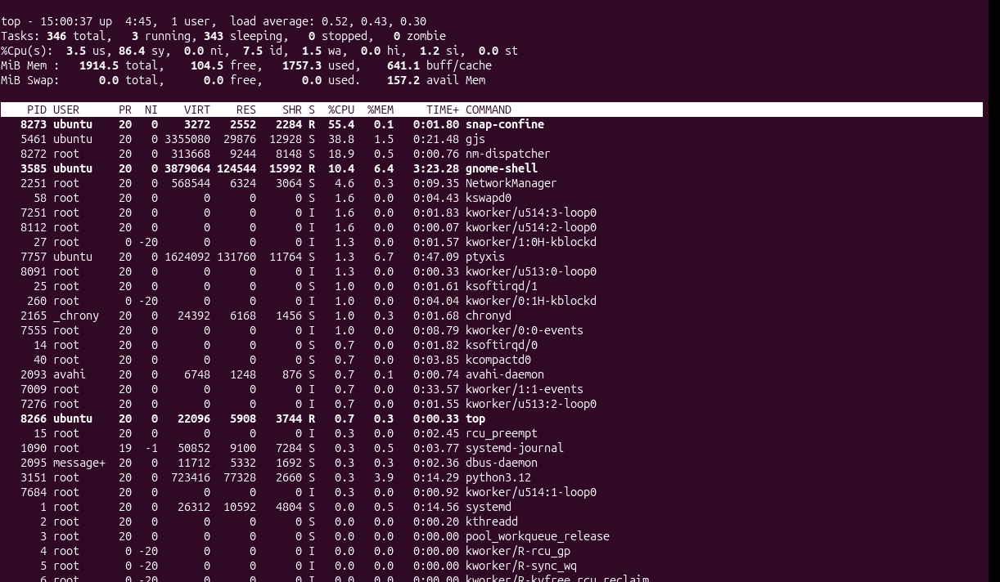 top - 15:00:37 up  4:45,  1 user,  load average: 0.52, 0.43, 0.30
Tasks: 346 total,   3 running, 343 sleeping,   0 stopped,   0 zombie
%Cpu(s):  3.5 us, 86.4 sy,  0.0 ni,  7.5 id,  1.5 wa,  0.0 hi,  1.2 si,  0.0 st
MiB Mem :   1914.5 total,    104.5 free,   1757.3 used,    641.1 buff/cache
MiB Swap:      0.0 total,      0.0 free,      0.0 used.    157.2 avail Mem
    PID USER      PR  NI    VIRT    RES    SHR S  %CPU  %MEM     TIME+ COMMAND
   8273 ubuntu    20   0    3272   2552   2284 R  55.4   0.1   0:01.80 snap-confine
   5461 ubuntu    20   0 3355080  29876  12928 S  38.8   1.5   0:21.48 gjs
   8272 root      20   0  313668   9244   8148 S  18.9   0.5   0:00.76 nm-dispatcher
   3585 ubuntu    20   0 3879064 124544  15992 R  10.4   6.4   3:23.28 gnome-shell
   2251 root      20   0  568544   6324   3064 S   4.6   0.3   0:09.35 NetworkManager
     58 root      20   0       0      0      0 S   1.6   0.0   0:04.43 kswapd0
   7251 root      20   0       0      0      0 I   1.6   0.0   0:01.83 kworker/u514:3-loop0
   8112 root      20   0       0      0      0 I   1.6   0.0   0:00.07 kworker/u514:2-loop0
     27 root       0 -20       0      0      0 I   1.3   0.0   0:01.57 kworker/1:0H-kblockd
   7757 ubuntu    20   0 1624092 131760  11764 S   1.3   6.7   0:47.09 ptyxis
   8091 root      20   0       0      0      0 I   1.3   0.0   0:00.33 kworker/u513:0-loop0
     25 root      20   0       0      0      0 S   1.0   0.0   0:01.61 ksoftirqd/1
    260 root       0 -20       0      0      0 I   1.0   0.0   0:04.04 kworker/0:1H-kblockd
   2165 _chrony   20   0   24392   6168   1456 S   1.0   0.3   0:01.68 chronyd
   7555 root      20   0       0      0      0 I   1.0   0.0   0:08.79 kworker/0:0-events
     14 root      20   0       0      0      0 S   0.7   0.0   0:01.82 ksoftirqd/0
     40 root      20   0       0      0      0 S   0.7   0.0   0:03.85 kcompactd0
   2093 avahi     20   0    6748   1248    876 S   0.7   0.1   0:00.74 avahi-daemon
   7009 root      20   0       0      0      0 I   0.7   0.0   0:33.57 kworker/1:1-events
   7276 root      20   0       0      0      0 I   0.7   0.0   0:01.55 kworker/u513:2-loop0
   8266 ubuntu    20   0   22096   5908   3744 R   0.7   0.3   0:00.33 top
     15 root      20   0       0      0      0 I   0.3   0.0   0:02.45 rcu_preempt
   1090 root      19  -1   50852   9100   7284 S   0.3   0.5   0:03.77 systemd-journal
   2095 message+  20   0   11712   5332   1692 S   0.3   0.3   0:02.36 dbus-daemon
   3151 root      20   0  723416  77328   2660 S   0.3   3.9   0:14.29 python3.12
   7684 root      20   0       0      0      0 I   0.3   0.0   0:00.92 kworker/u514:1-loop0
      1 root      20   0   26312  10592   4804 S   0.0   0.5   0:14.56 systemd
      2 root      20   0       0      0      0 S   0.0   0.0   0:00.20 kthreadd
      3 root      20   0       0      0      0 S   0.0   0.0   0:00.00 pool_workqueue_release
      4 root       0 -20       0      0      0 I   0.0   0.0   0:00.00 kworker/R-rcu_gp
      5 root       0 -20       0      0      0 I   0.0   0.0   0:00.00 kworker/R-sync_wq
      6 root       0 -20       0      0      0 I   0.0   0.0   0:00.00 kworker/R-kvfree_rcu_reclaim